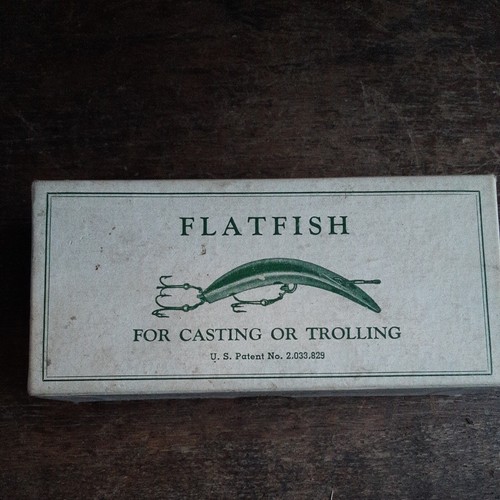 FLATFISH
FOR CASTING OR TROLLING
U. S. Patent No. 2,033,829